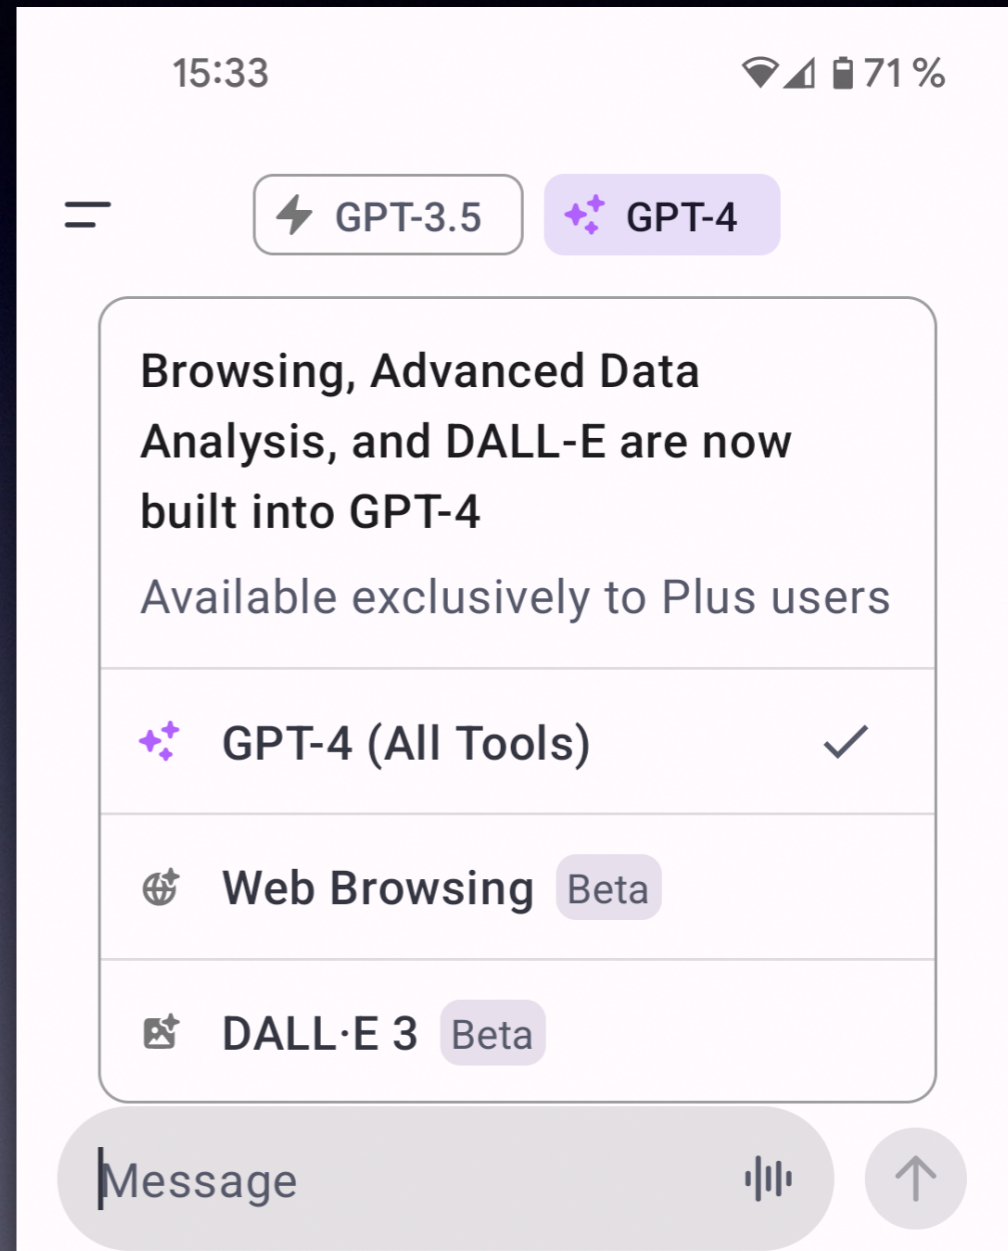 15:33
71 %
GPT-3.5
GPT-4
Browsing, Advanced Data
Analysis, and DALL-E are now
built into GPT-4
Available exclusively to Plus users
GPT-4 (All Tools)
Web Browsing Beta
DALL·E 3 Beta
Message